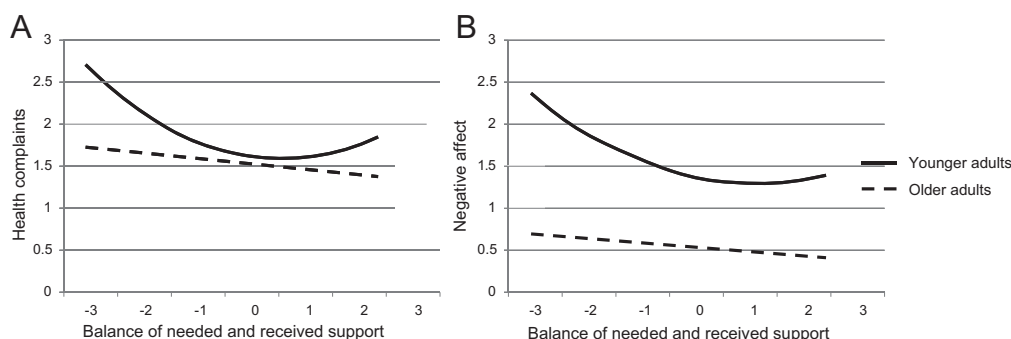 A
B
3
2.5
2
1.5
1
0.5
0
Health complaints
-3 -2 -1 0 1 2 3
Balance of needed and received support
3
2.5
2
1.5
1
0.5
0
Negative affect
-3 -2 -1 0 1 2 3
Balance of needed and received support
Younger adults
Older adults